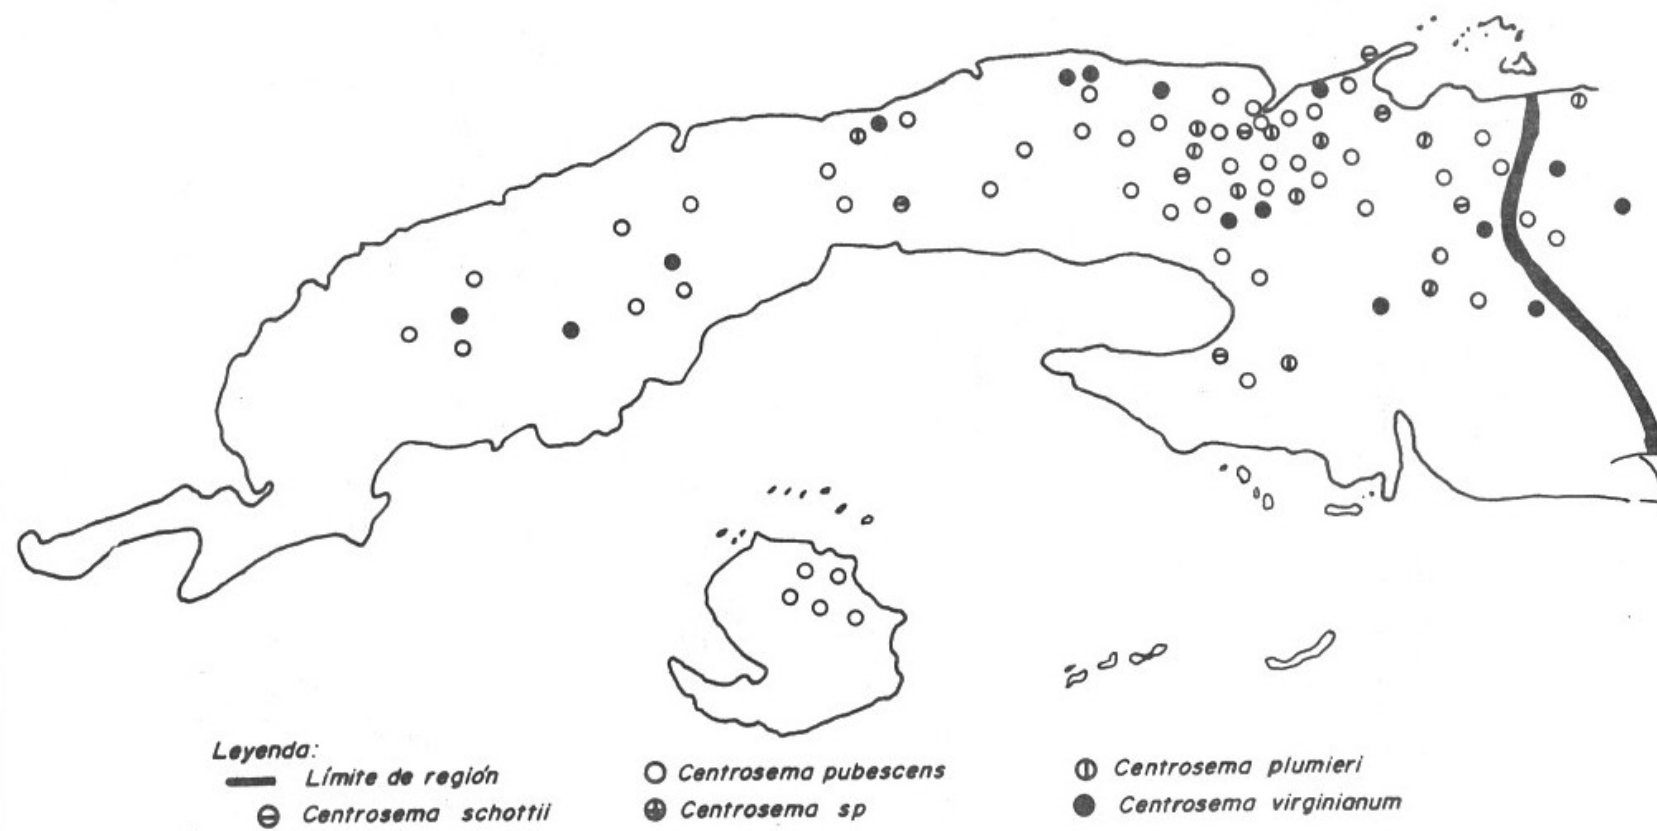 Leyenda:
Límite de región
Centrosema pubescens
Centrosema plumieri
Centrosema schottii
Centrosema sp
Centrosema virginianum